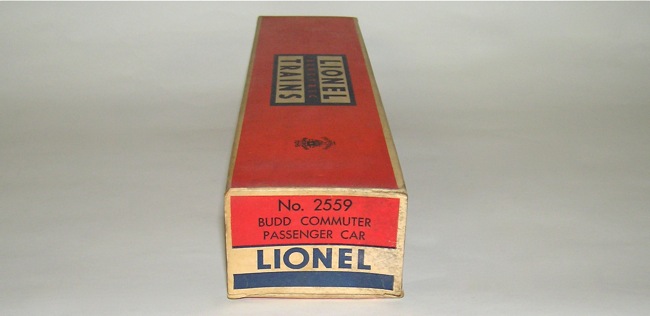 LIONEL
TRAINS
No. 2559
BUDD COMMUTER
PASSENGER CAR
LIONEL